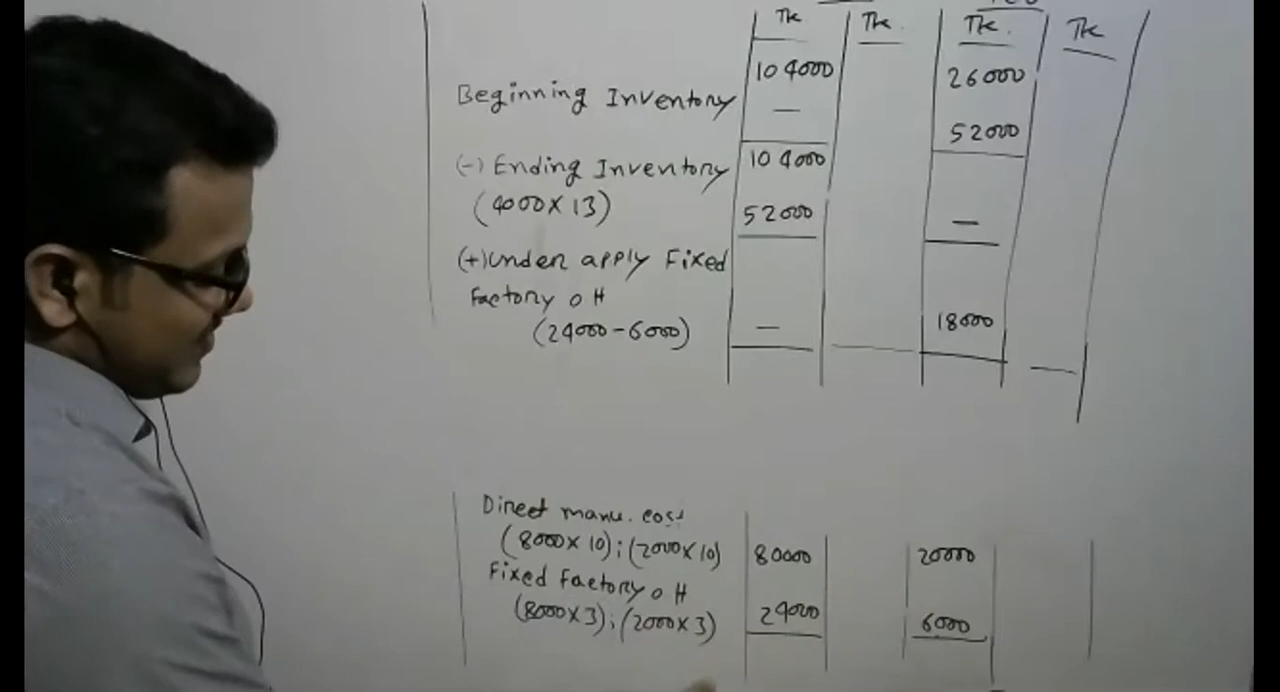 Tk Tk. Tk. Tk
104000 26000
Beginning Inventory —
52000
(-) Ending Inventory 104000
(4000×13) 52000 —
(+) under apply Fixed
Factory OH
(24000-6000) — 18000
Direct manu. cost
(8000×10); (2000×10) 80000 20000
Fixed Factory OH
(8000×3); (2000×3) 24000 6000